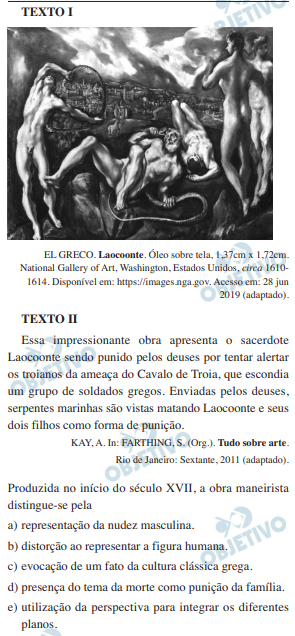 TEXTO I
EL GRECO. Laocoonte. Óleo sobre tela, 1,37cm x 1,72cm.
National Gallery of Art, Washington, Estados Unidos, circa 1610-
1614. Disponível em: https://images.nga.gov. Acesso em: 28 jun
2019 (adaptado).
TEXTO II
Essa impressionante obra apresenta o sacerdote
Laocoonte sendo punido pelos deuses por tentar alertar
os troianos da ameaça do Cavalo de Troia, que escondia
um grupo de soldados gregos. Enviadas pelos deuses,
serpentes marinhas são vistas matando Laocoonte e seus
dois filhos como forma de punição.
KAY, A. In: FARTHING, S. (Org.). Tudo sobre arte.
Rio de Janeiro: Sextante, 2011 (adaptado).
Produzida no início do século XVII, a obra maneirista
distingue-se pela
a) representação da nudez masculina.
b) distorção ao representar a figura humana.
c) evocação de um fato da cultura clássica grega.
d) presença do tema da morte como punição da família.
e) utilização da perspectiva para integrar os diferentes
planos.
OBJETIVO
OBJETIVO
OBJETIVO
OBJETIVO
OBJETIVO
OBJETIVO